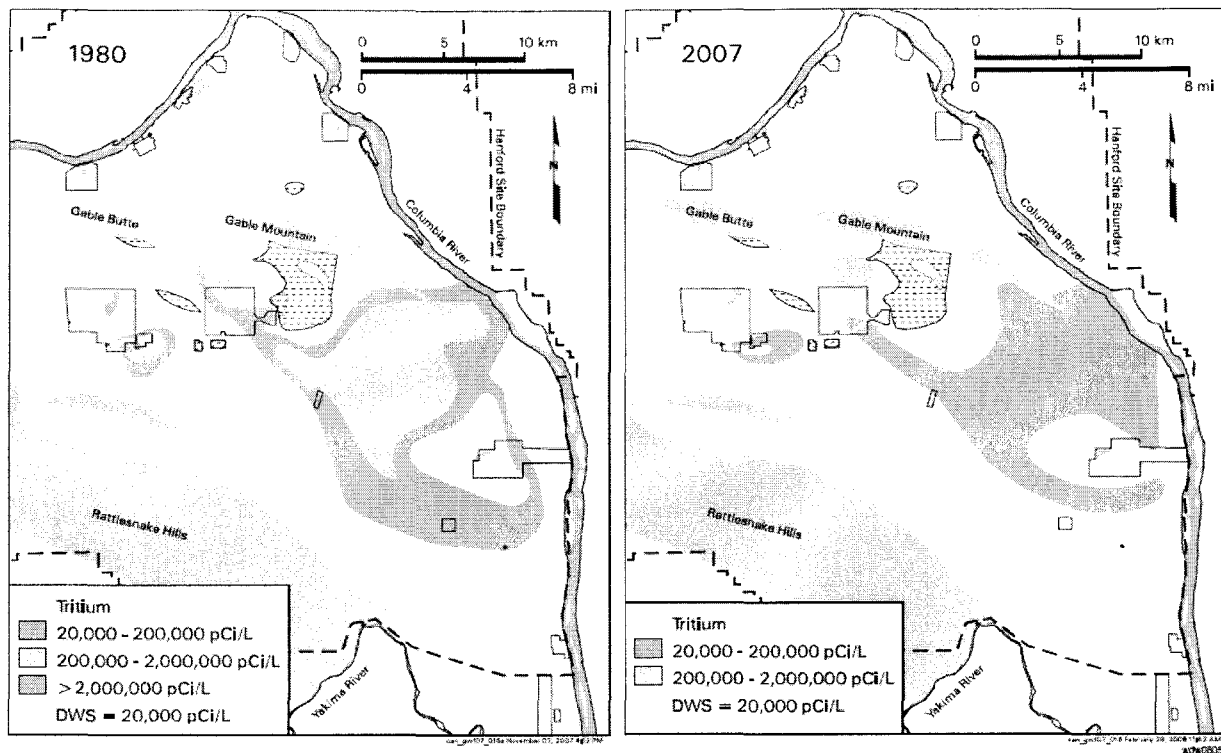 1980
0 5 10 km
0 4 8 mi
Hanford Site Boundary
N
Columbia River
Gable Butte
Gable Mountain
Rattlesnake Hills
Yakima River
Tritium
20,000 - 200,000 pCi/L
200,000 - 2,000,000 pCi/L
> 2,000,000 pCi/L
DWS = 20,000 pCi/L
2007
0 5 10 km
0 4 8 mi
Hanford Site Boundary
N
Columbia River
Gable Butte
Gable Mountain
Rattlesnake Hills
Yakima River
Tritium
20,000 - 200,000 pCi/L
200,000 - 2,000,000 pCi/L
DWS = 20,000 pCi/L